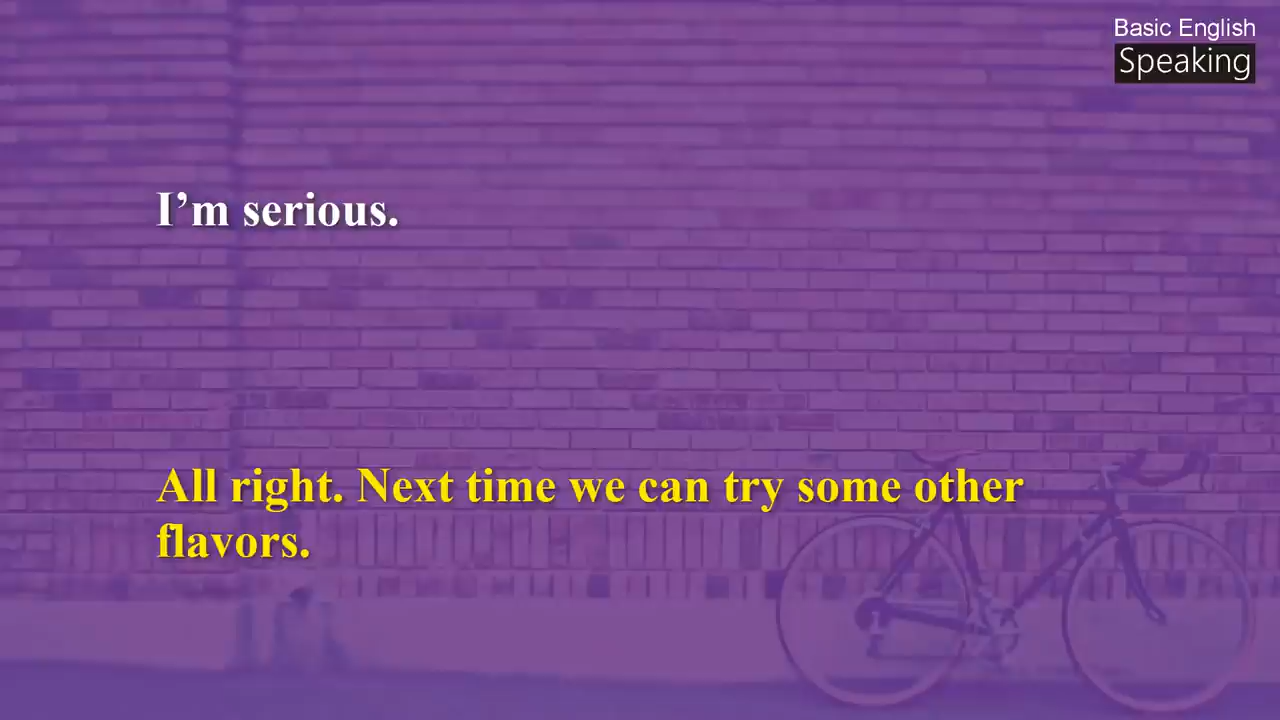 Basic English
Speaking
I’m serious.
All right. Next time we can try some other
flavors.